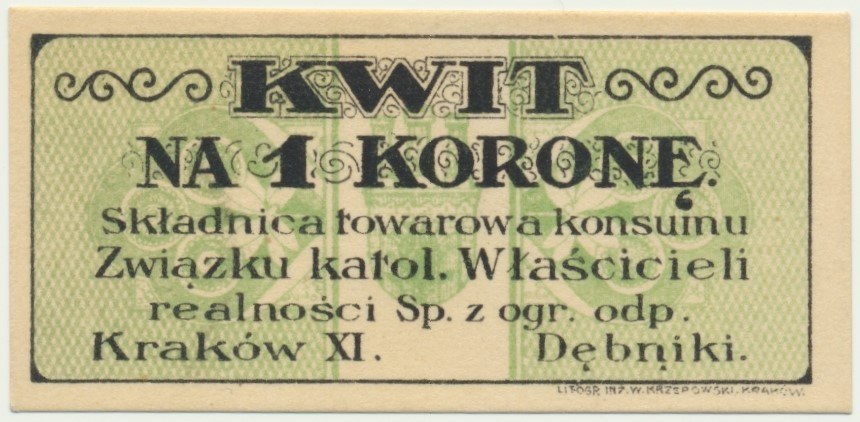 KWIT
NA 1 KORONĘ.
Składnica towarowa konsumu
Związku katol. Właścicieli
realności Sp. z ogr. odp.
Kraków XI. Dębniki.
LITOGR. INŻ. W. KRZEPOWSKI. KRAKÓW.